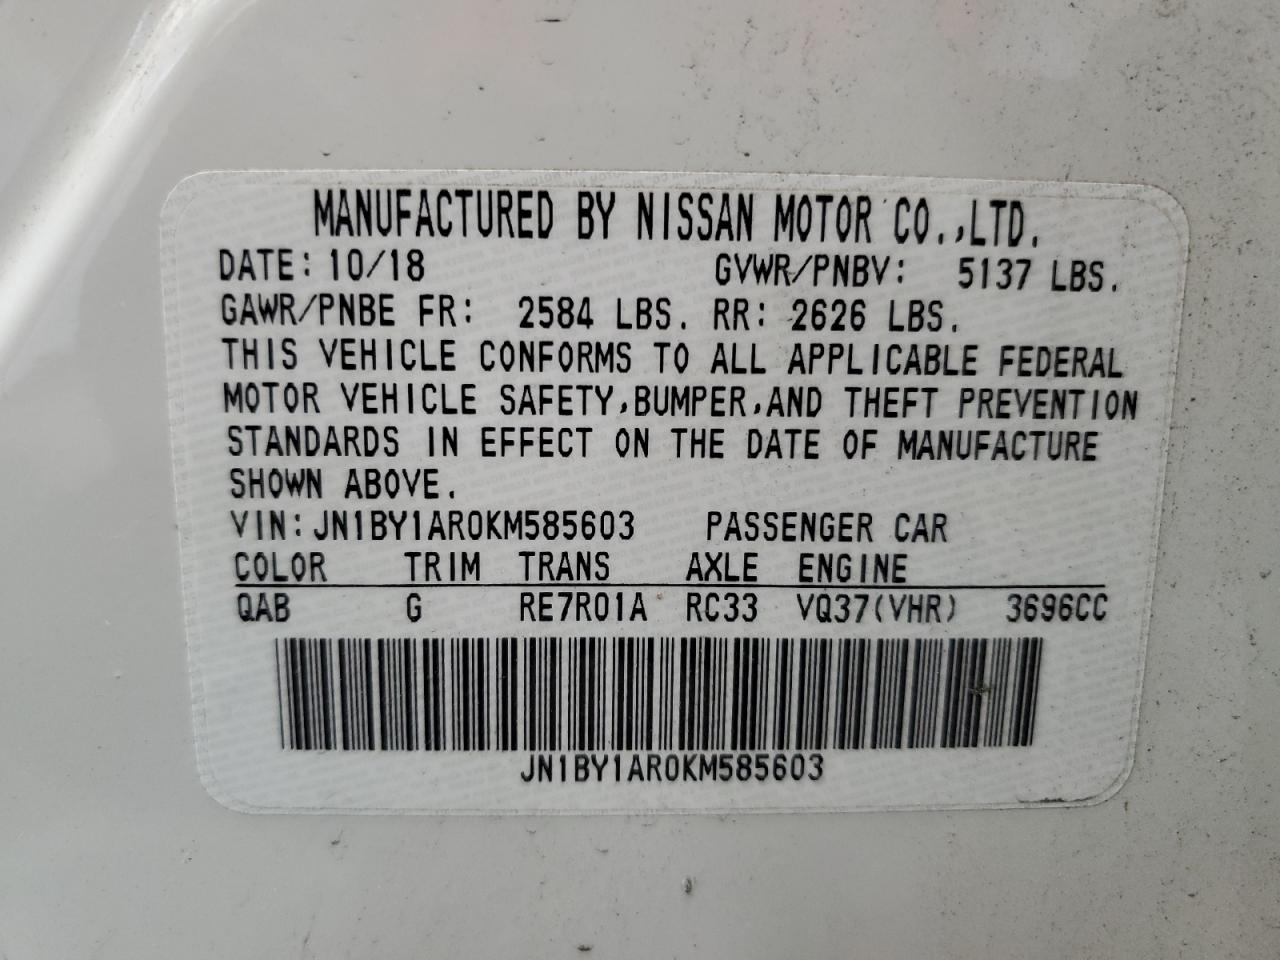 MANUFACTURED BY NISSAN MOTOR CO.,LTD.
DATE: 10/18 GVWR/PNBV: 5137 LBS.
GAWR/PNBE FR: 2584 LBS. RR: 2626 LBS.
THIS VEHICLE CONFORMS TO ALL APPLICABLE FEDERAL
MOTOR VEHICLE SAFETY,BUMPER,AND THEFT PREVENTION
STANDARDS IN EFFECT ON THE DATE OF MANUFACTURE
SHOWN ABOVE.
VIN:JN1BY1AR0KM585603 PASSENGER CAR
COLOR TRIM TRANS AXLE ENGINE
QAB G RE7R01A RC33 VQ37(VHR) 3696CC
JN1BY1AR0KM585603